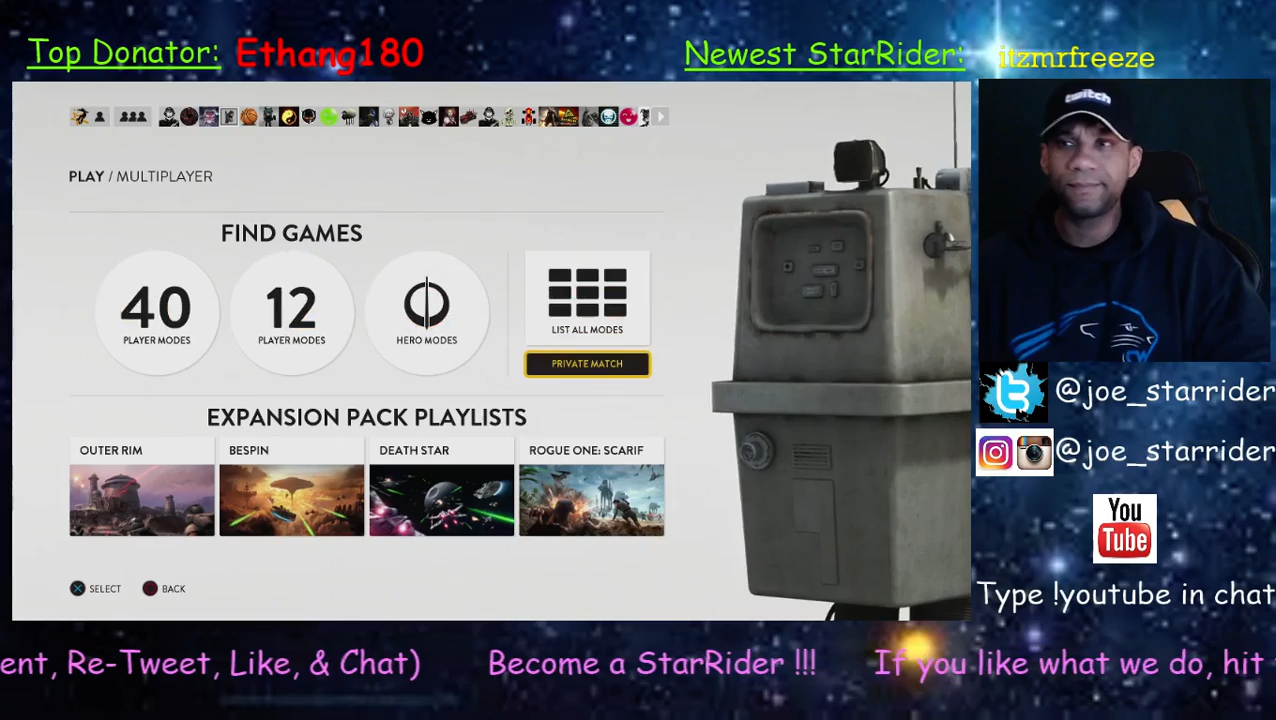 Top Donator: Ethang180
Newest StarRider: itzmrfreeze
twitch
PLAY / MULTIPLAYER
FIND GAMES
40
PLAYER MODES
12
PLAYER MODES
HERO MODES
LIST ALL MODES
PRIVATE MATCH
EXPANSION PACK PLAYLISTS
OUTER RIM
BESPIN
DEATH STAR
ROGUE ONE: SCARIF
SELECT
BACK
@joe_starrider
@joe_starrider
You
Tube
Type !youtube in chat
ent, Re-Tweet, Like, & Chat) Become a StarRider !!! If you like what we do, hit